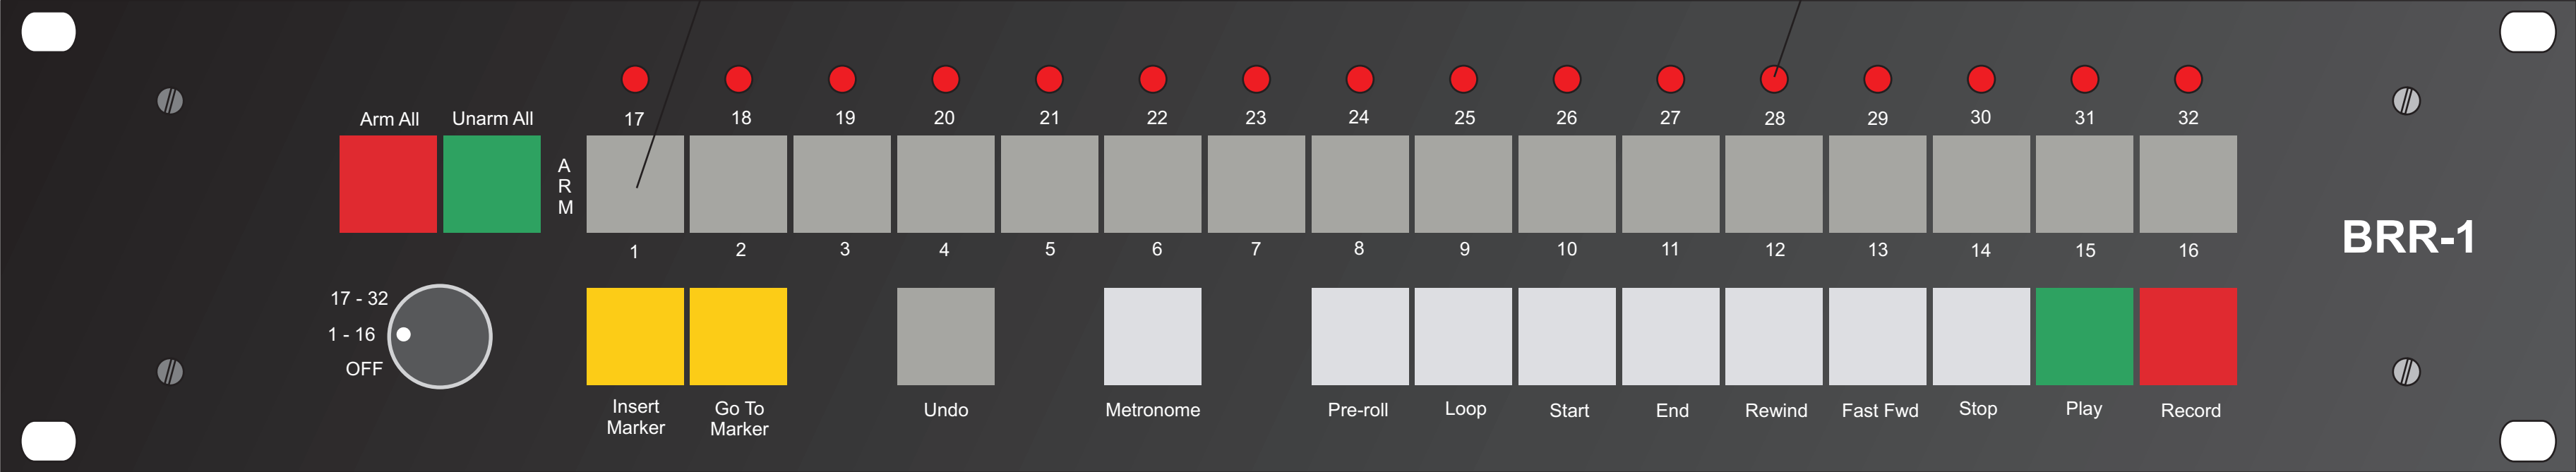 Arm All Unarm All
17 18 19 20 21 22 23 24 25 26 27 28 29 30 31 32
A
R
M
1 2 3 4 5 6 7 8 9 10 11 12 13 14 15 16
BRR-1
17 - 32
1 - 16
OFF
Insert
Marker
Go To
Marker
Undo
Metronome
Pre-roll
Loop
Start
End
Rewind
Fast Fwd
Stop
Play
Record